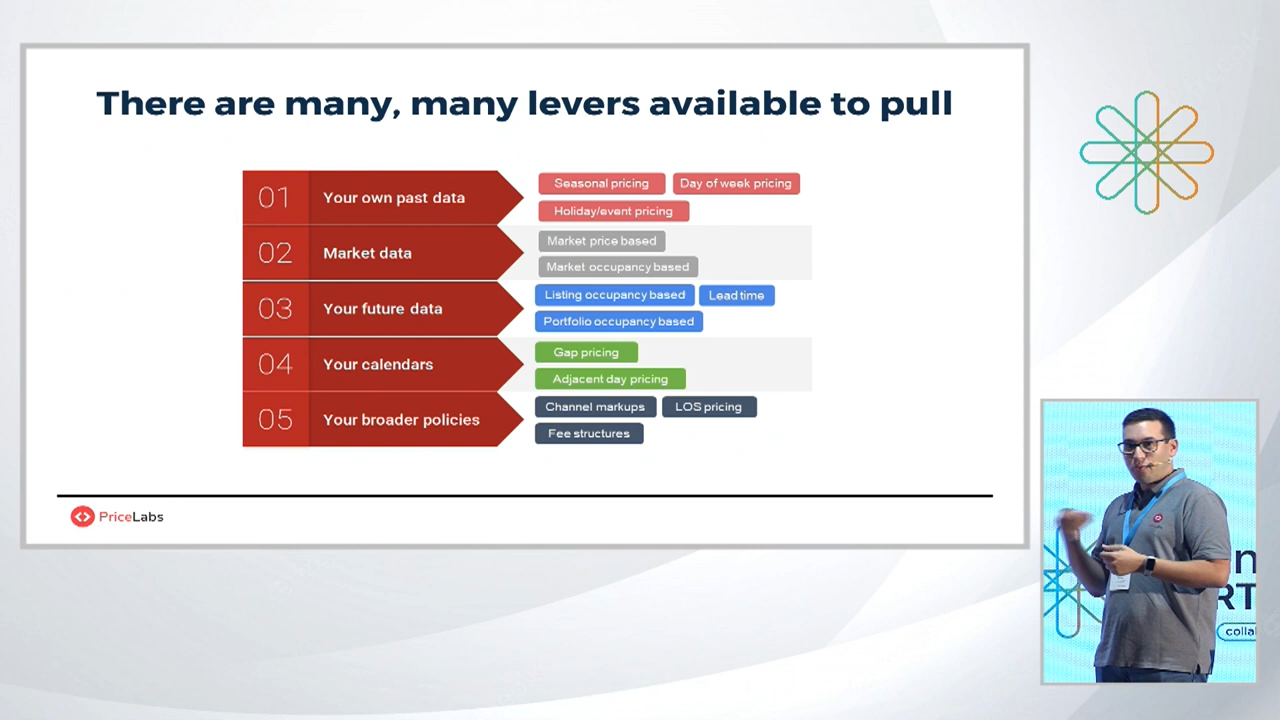 There are many, many levers available to pull
01 Your own past data
Seasonal pricing Day of week pricing
Holiday/event pricing
02 Market data
Market price based
Market occupancy based
03 Your future data
Listing occupancy based Lead time
Portfolio occupancy based
04 Your calendars
Gap pricing
Adjacent day pricing
05 Your broader policies
Channel markups LOS pricing
Fee structures
PriceLabs
n
RT
colla